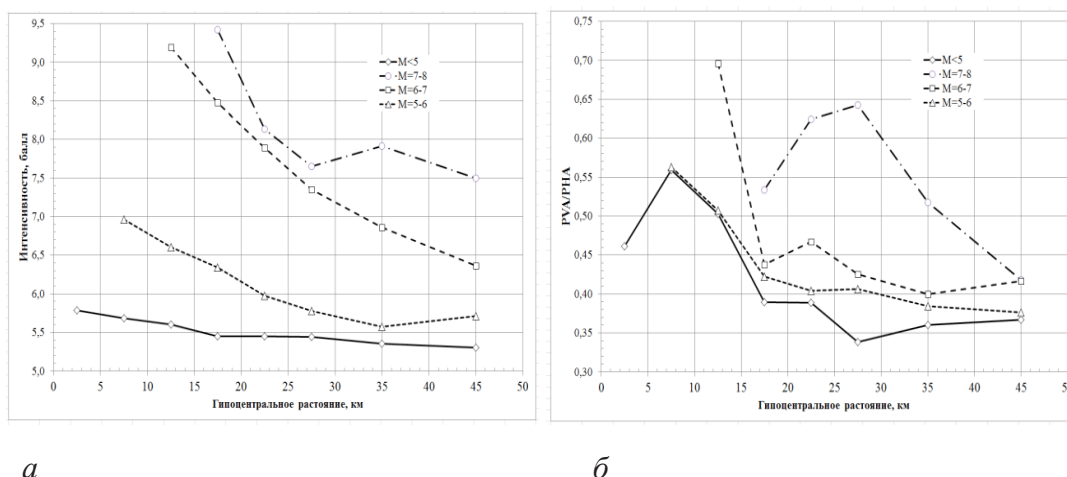 9,5
9,0
8,5
8,0
7,5
7,0
6,5
6,0
5,5
5,0
Интенсивность, балл
M<5
M=7-8
M=6-7
M=5-6
0 5 10 15 20 25 30 35 40 45 50
Гипоцентральное растояние, км
а
0,75
0,70
0,65
0,60
0,55
0,50
0,45
0,40
0,35
0,30
PVA/PHA
M<5
M=7-8
M=6-7
M=5-6
0 5 10 15 20 25 30 35 40 45 50
Гипоцентральное растояние, км
б